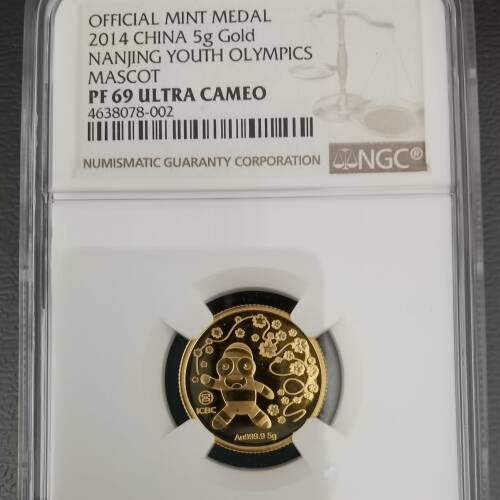 OFFICIAL MINT MEDAL
2014 CHINA 5g Gold
NANJING YOUTH OLYMPICS
MASCOT
PF 69 ULTRA CAMEO
4638078-002
NUMISMATIC GUARANTY CORPORATION
NGC®
ICBC
Au999.9 5g